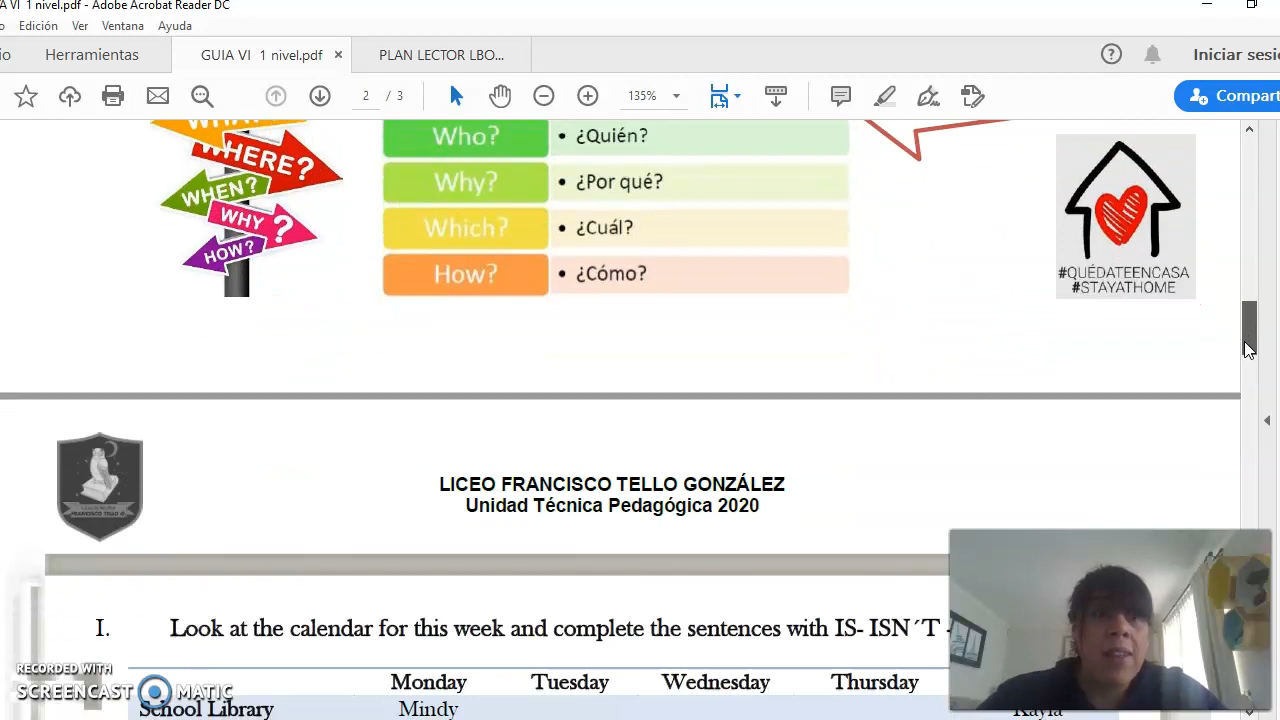 A VI 1 nivel.pdf - Adobe Acrobat Reader DC
Edición Ver Ventana Ayuda
io Herramientas GUIA VI 1 nivel.pdf × PLAN LECTOR LBO... Iniciar sesió
2 / 3 135% Compart
WHERE?
WHEN?
WHY ?
HOW?
Who? • ¿Quién?
Why? • ¿Por qué?
Which? • ¿Cuál?
How? • ¿Cómo?
#QUÉDATEENCASA
#STAYATHOME
LICEO FRANCISCO TELLO GONZÁLEZ
Unidad Técnica Pedagógica 2020
I. Look at the calendar for this week and complete the sentences with IS- ISN´T -
Monday Tuesday Wednesday Thursday
School Library Mindy Kayla
RECORDED WITH
SCREENCAST MATIC